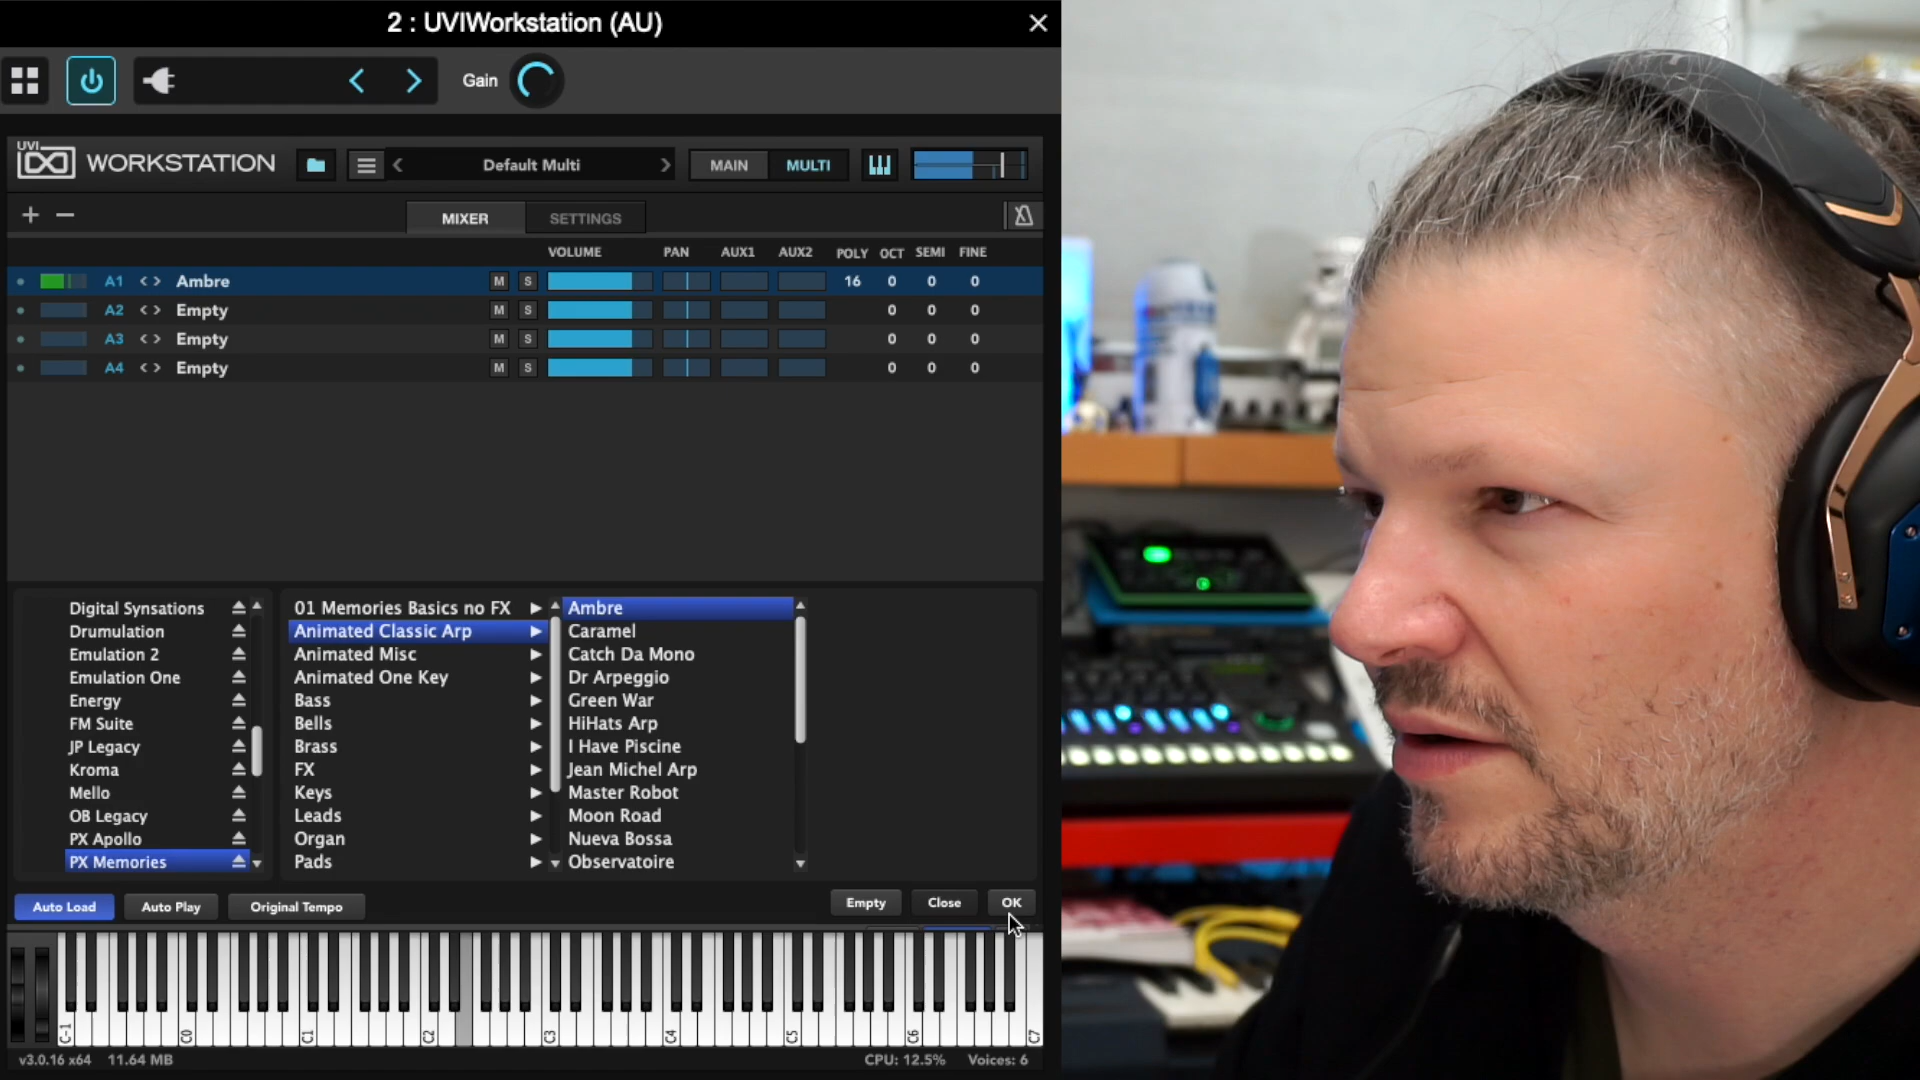 2 : UVIWorkstation (AU)
Gain
UVI
WORKSTATION
Default Multi
MAIN
MULTI
MIXER
SETTINGS
VOLUME PAN AUX1 AUX2 POLY OCT SEMI FINE
A1 <> Ambre M S 16 0 0 0
A2 <> Empty M S 0 0 0
A3 <> Empty M S 0 0 0
A4 <> Empty M S 0 0 0
Digital Synsations
Drumulation
Emulation 2
Emulation One
Energy
FM Suite
JP Legacy
Kroma
Mello
OB Legacy
PX Apollo
PX Memories
01 Memories Basics no FX
Animated Classic Arp
Animated Misc
Animated One Key
Bass
Bells
Brass
FX
Keys
Leads
Organ
Pads
Ambre
Caramel
Catch Da Mono
Dr Arpeggio
Green War
HiHats Arp
I Have Piscine
Jean Michel Arp
Master Robot
Moon Road
Nueva Bossa
Observatoire
Auto Load
Auto Play
Original Tempo
Empty
Close
OK
C-1 C0 C1 C2 C3 C4 C5 C6 C7
v3.0.16 x64 11.64 MB
CPU: 12.5% Voices: 6